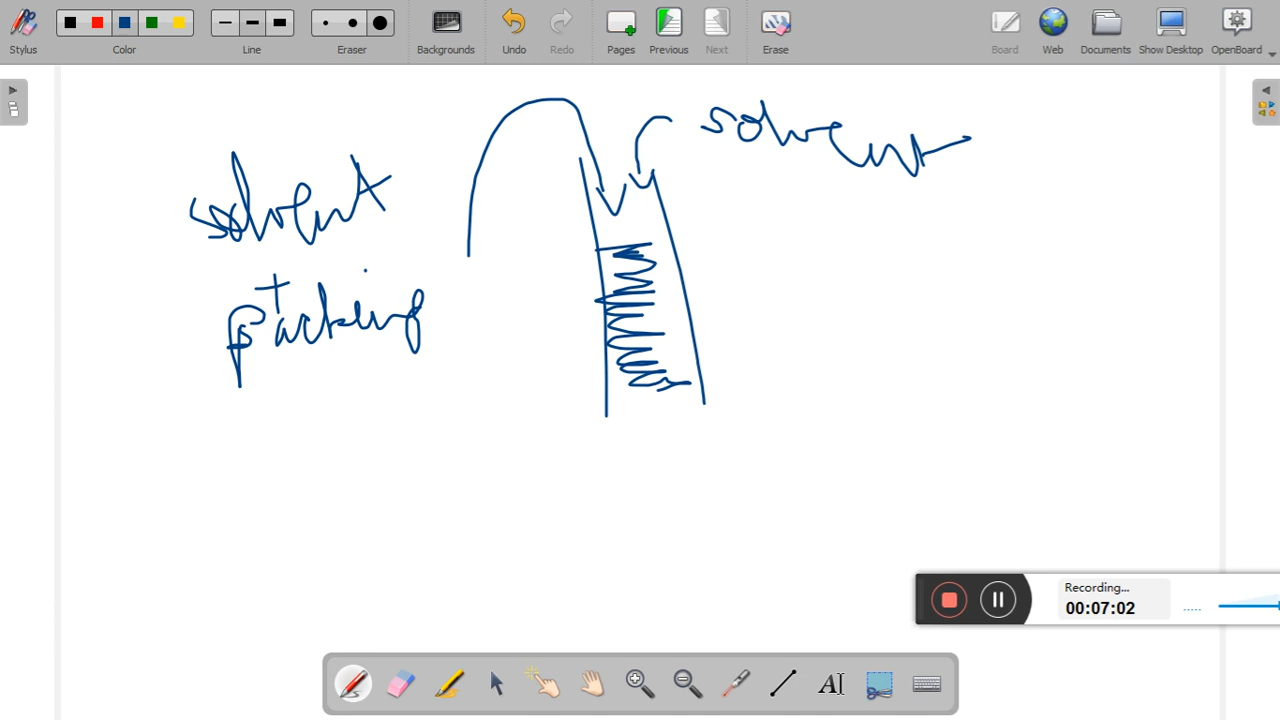 Stylus
Color
Line
Eraser
Backgrounds
Undo
Redo
Pages
Previous
Next
Erase
Board
Web
Documents
Show Desktop
OpenBoard
solvent
solvent
+
packing
Recording...
00:07:02